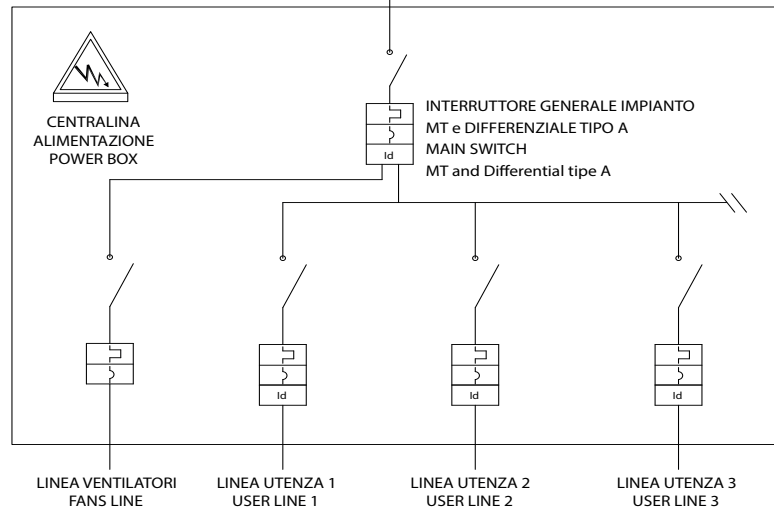 CENTRALINA
ALIMENTAZIONE
POWER BOX
INTERRUTTORE GENERALE IMPIANTO
MT e DIFFERENZIALE TIPO A
MAIN SWITCH
MT and Differential tipe A
Id
Id
Id
Id
LINEA VENTILATORI
FANS LINE
LINEA UTENZA 1
USER LINE 1
LINEA UTENZA 2
USER LINE 2
LINEA UTENZA 3
USER LINE 3